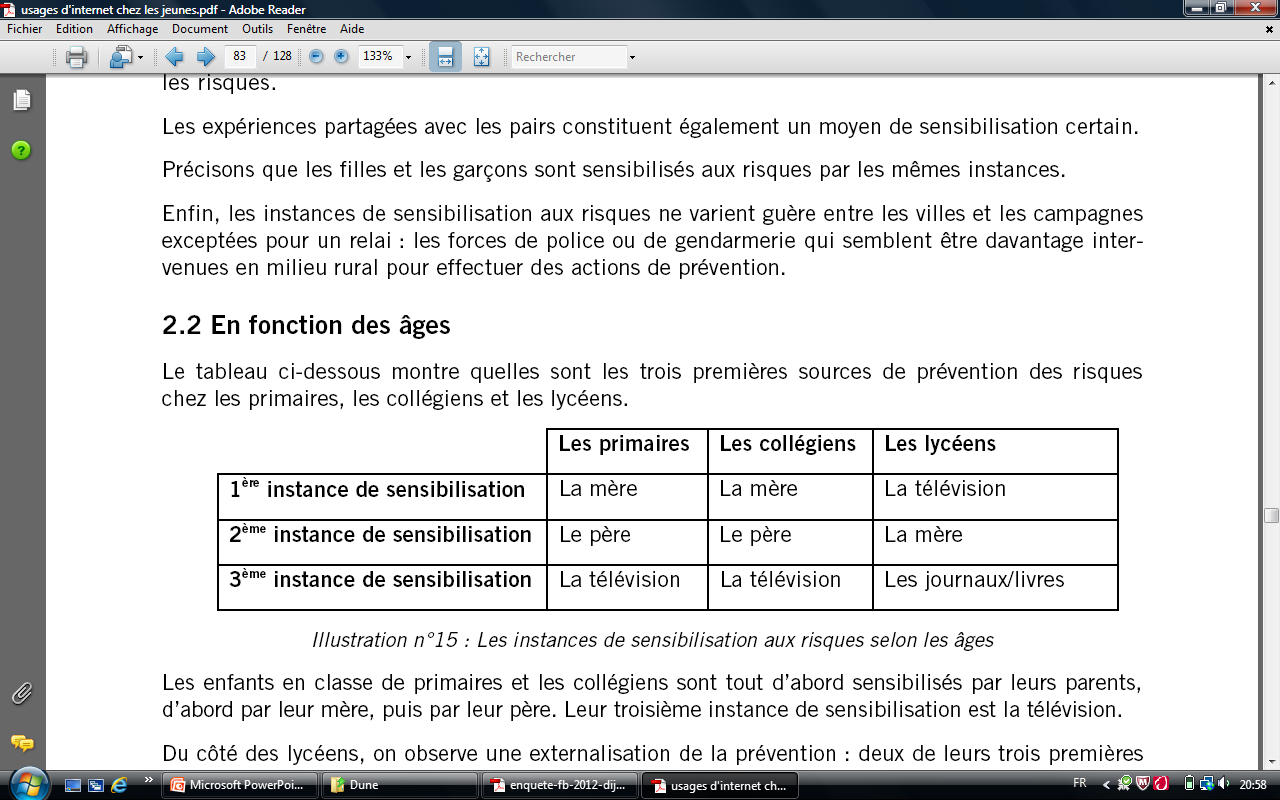 usages d'internet chez les jeunes.pdf - Adobe Reader
Fichier Edition Affichage Document Outils Fenêtre Aide
83 / 128 133% Rechercher
les risques.
Les expériences partagées avec les pairs constituent également un moyen de sensibilisation certain.
Précisons que les filles et les garçons sont sensibilisés aux risques par les mêmes instances.
Enfin, les instances de sensibilisation aux risques ne varient guère entre les villes et les campagnes
exceptées pour un relai : les forces de police ou de gendarmerie qui semblent être davantage inter-
venues en milieu rural pour effectuer des actions de prévention.
2.2 En fonction des âges
Le tableau ci-dessous montre quelles sont les trois premières sources de prévention des risques
chez les primaires, les collégiens et les lycéens.
Les primaires Les collégiens Les lycéens
1ère instance de sensibilisation La mère La mère La télévision
2ème instance de sensibilisation Le père Le père La mère
3ème instance de sensibilisation La télévision La télévision Les journaux/livres
Illustration n°15 : Les instances de sensibilisation aux risques selon les âges
Les enfants en classe de primaires et les collégiens sont tout d'abord sensibilisés par leurs parents,
d'abord par leur mère, puis par leur père. Leur troisième instance de sensibilisation est la télévision.
Du côté des lycéens, on observe une externalisation de la prévention : deux de leurs trois premières
Microsoft PowerPoi... Dune enquete-fb-2012-dij... usages d'internet ch... FR 20:58